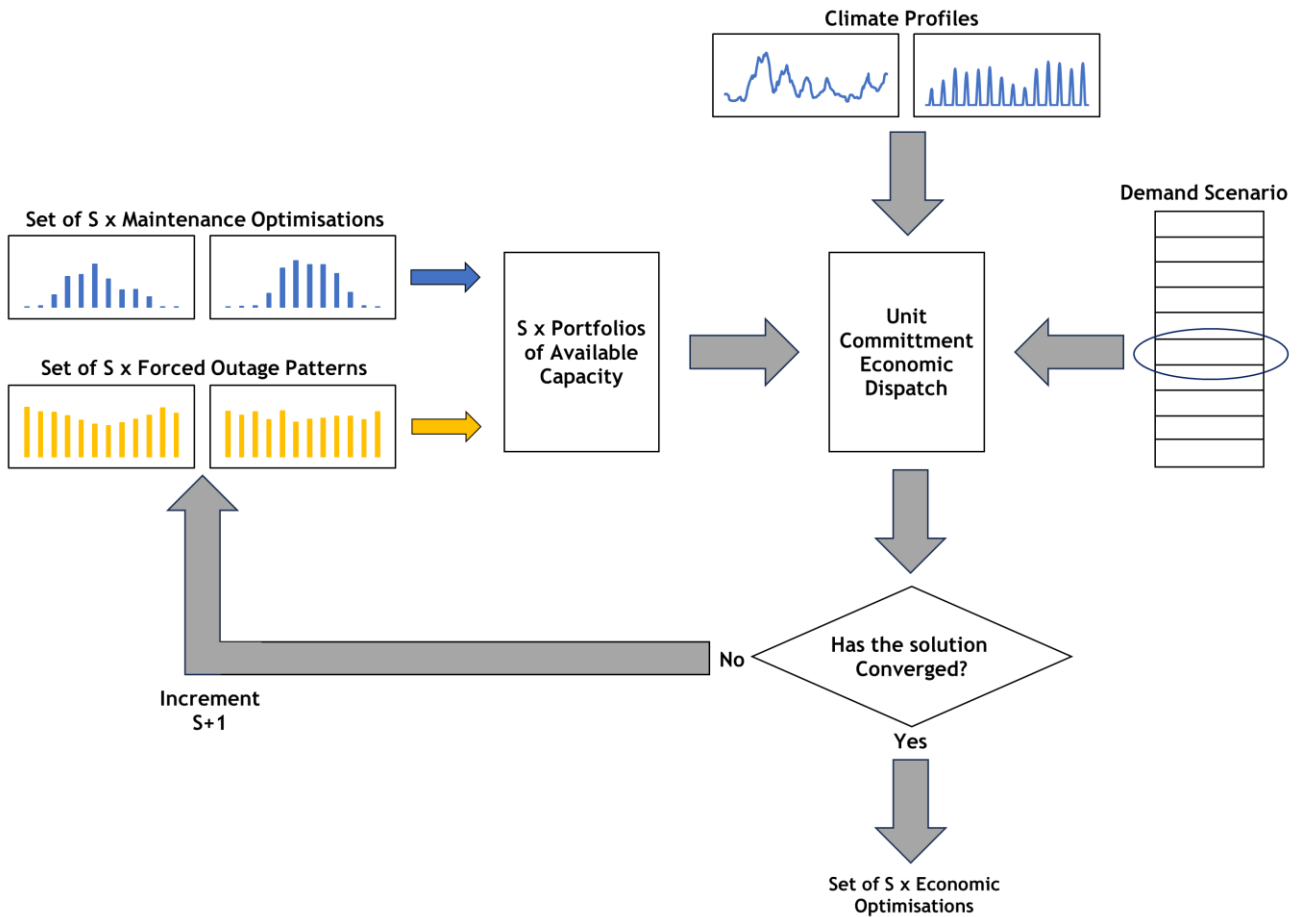 Climate Profiles
Demand Scenario
Set of S x Maintenance Optimisations
S x Portfolios
of Available
Capacity
Unit
Committment
Economic
Dispatch
Set of S x Forced Outage Patterns
Has the solution
Converged?
No
Increment
S+1
Yes
Set of S x Economic
Optimisations